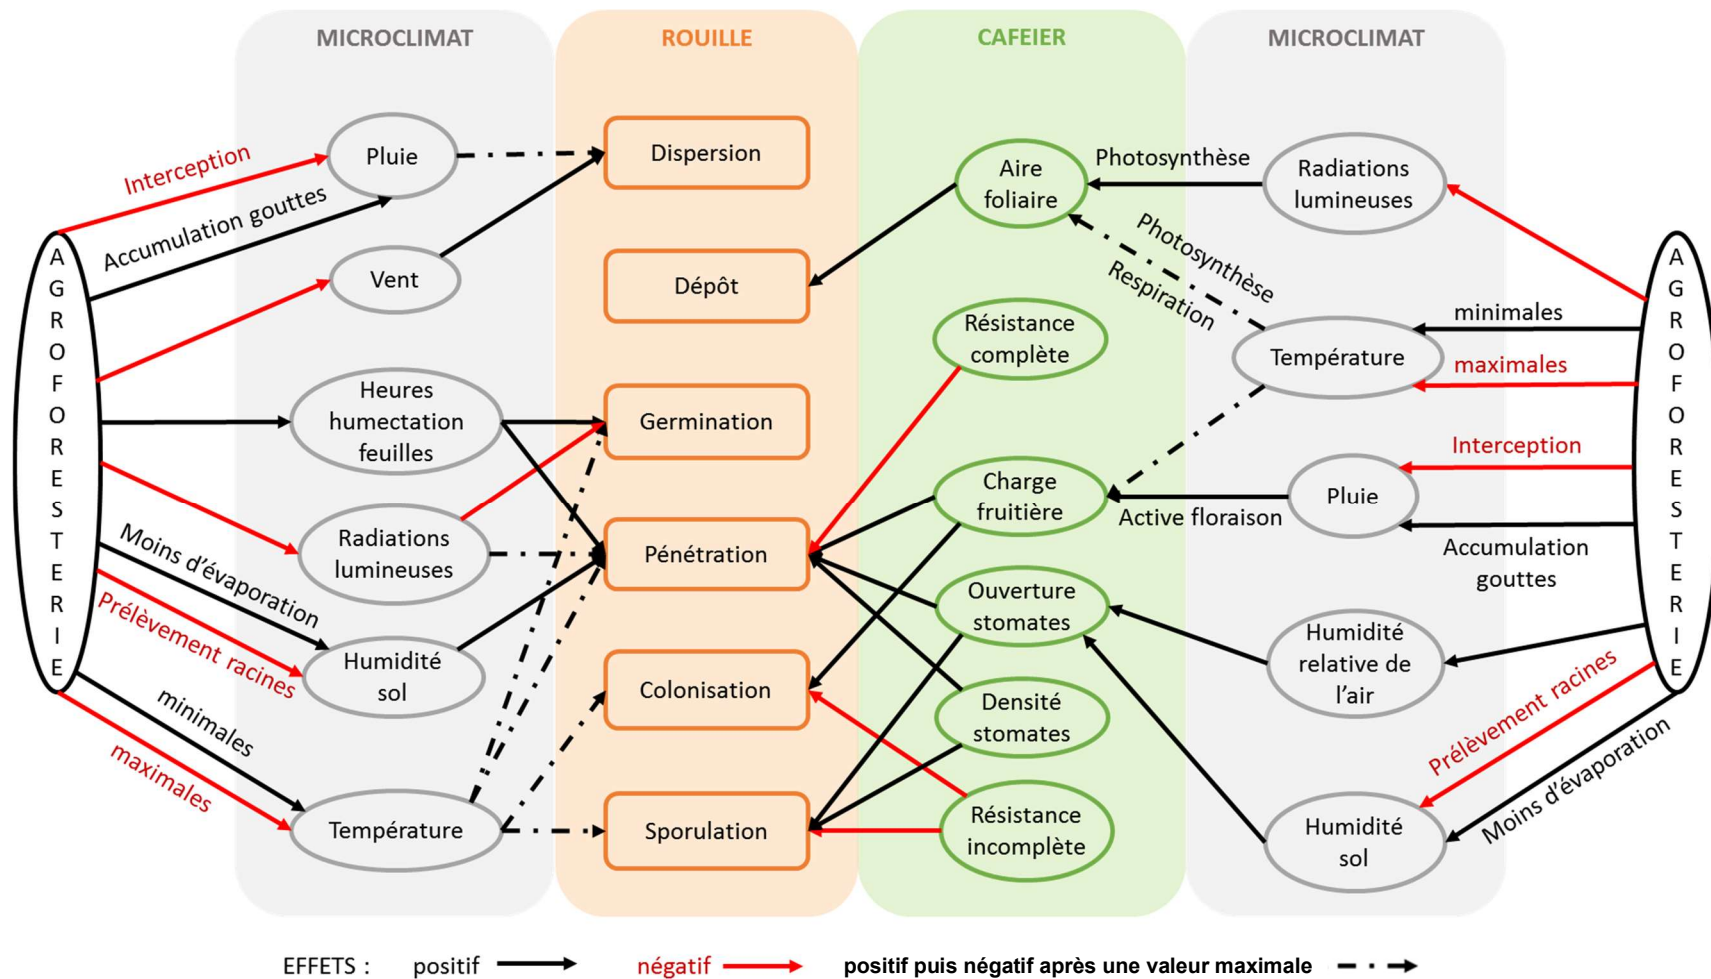 MICROCLIMAT
ROUILLE
CAFEIER
MICROCLIMAT
AGROFORESTERIE
Interception
Accumulation gouttes
Moins d'évaporation
Prélèvement racines
minimales
maximales
Pluie
Vent
Heures
humectation
feuilles
Radiations
lumineuses
Humidité
sol
Température
Dispersion
Dépôt
Germination
Pénétration
Colonisation
Sporulation
Aire
foliaire
Résistance
complète
Charge
fruitière
Ouverture
stomates
Densité
stomates
Résistance
incomplète
Photosynthèse
Photosynthèse
Respiration
Active floraison
Radiations
lumineuses
Température
Pluie
Humidité
relative de
l'air
Humidité
sol
minimales
maximales
Interception
Accumulation
gouttes
Prélèvement racines
Moins d'évaporation
AGROFORESTERIE
EFFETS : positif négatif positif puis négatif après une valeur maximale